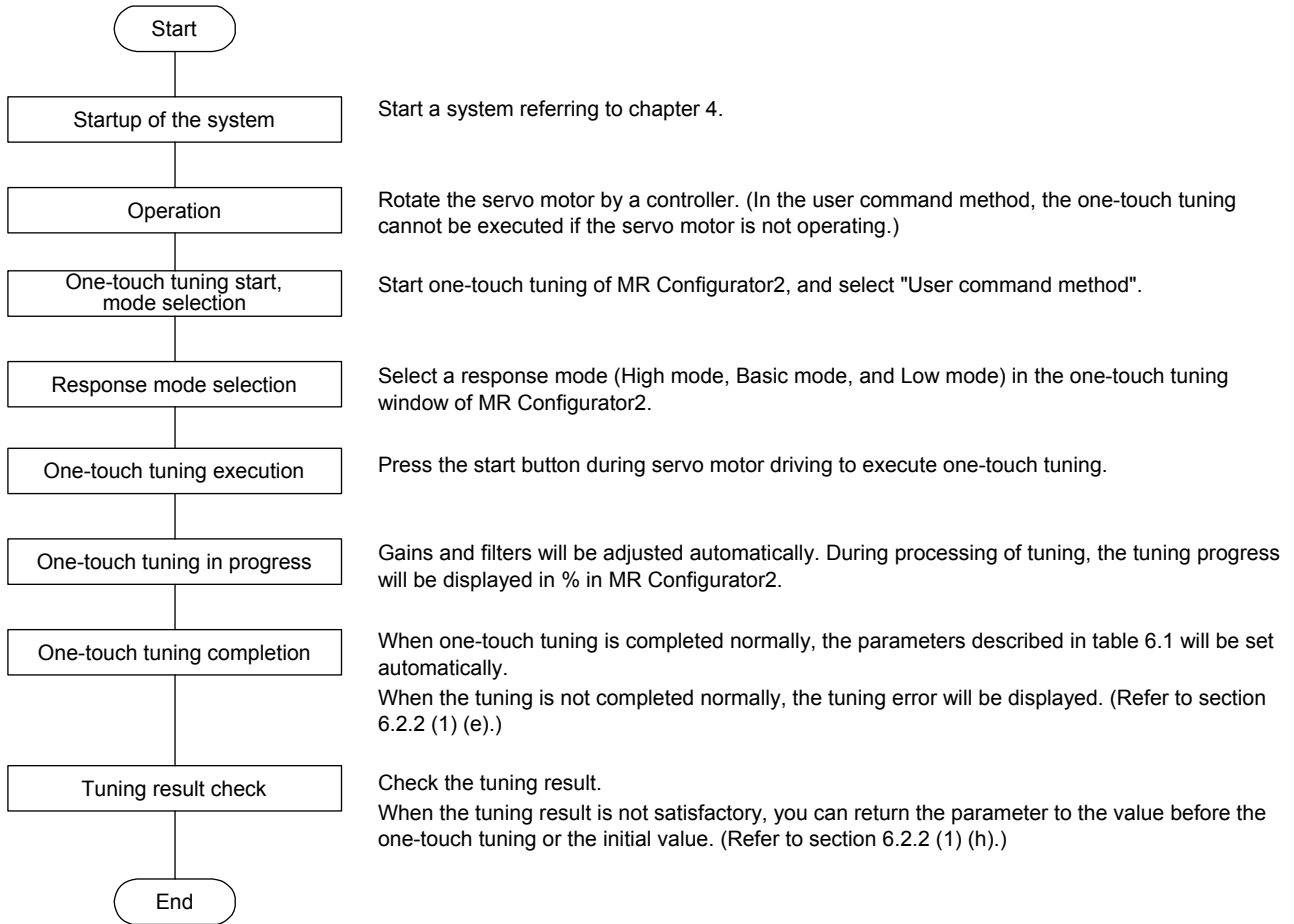 Start
Startup of the system
Start a system referring to chapter 4.
Operation
Rotate the servo motor by a controller. (In the user command method, the one-touch tuning
cannot be executed if the servo motor is not operating.)
One-touch tuning start,
mode selection
Start one-touch tuning of MR Configurator2, and select "User command method".
Response mode selection
Select a response mode (High mode, Basic mode, and Low mode) in the one-touch tuning
window of MR Configurator2.
One-touch tuning execution
Press the start button during servo motor driving to execute one-touch tuning.
One-touch tuning in progress
Gains and filters will be adjusted automatically. During processing of tuning, the tuning progress
will be displayed in % in MR Configurator2.
One-touch tuning completion
When one-touch tuning is completed normally, the parameters described in table 6.1 will be set
automatically.
When the tuning is not completed normally, the tuning error will be displayed. (Refer to section
6.2.2 (1) (e).)
Tuning result check
Check the tuning result.
When the tuning result is not satisfactory, you can return the parameter to the value before the
one-touch tuning or the initial value. (Refer to section 6.2.2 (1) (h).)
End